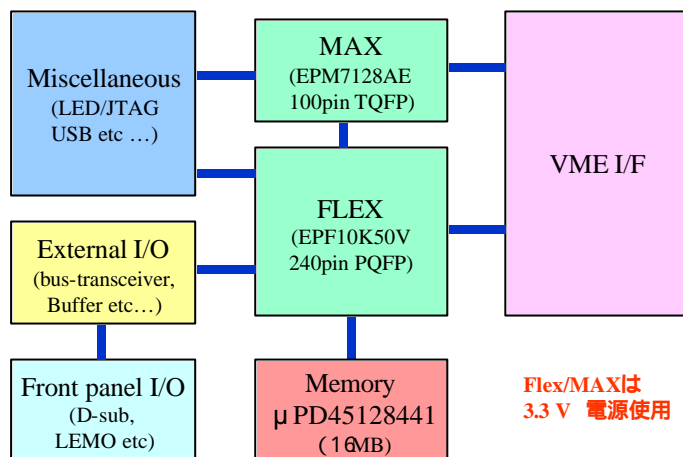 Miscellaneous
(LED/JTAG
USB etc …)
MAX
(EPM7128AE
100pin TQFP)
VME I/F
FLEX
(EPF10K50V
240pin PQFP)
External I/O
(bus-transceiver,
Buffer etc…)
Front panel I/O
(D-sub,
LEMO etc)
Memory
μPD45128441
(16MB)
Flex/MAXは
3.3 V 電源使用